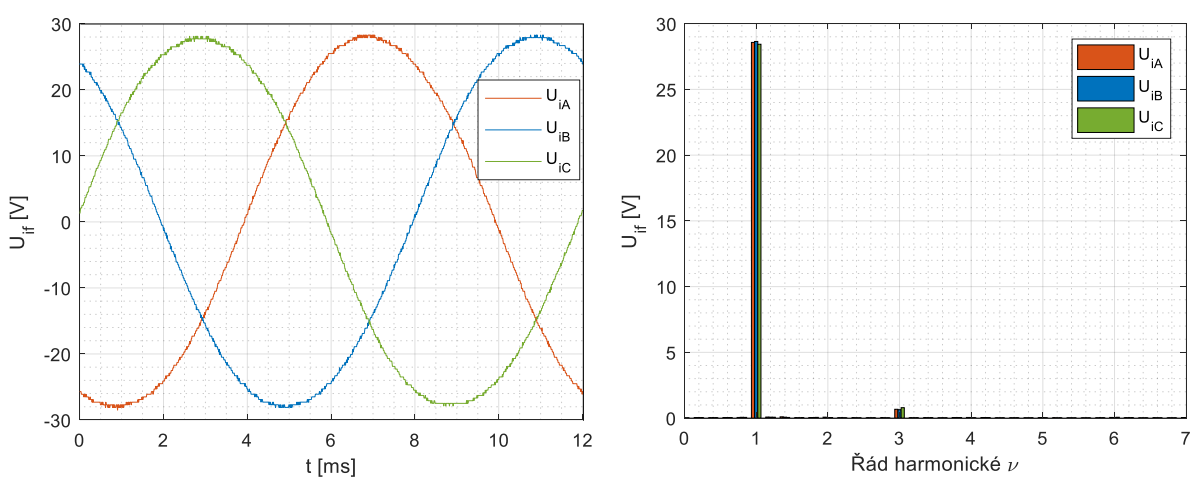 30
20
10
0
-10
-20
-30
U_if [V]
0 2 4 6 8 10 12
t [ms]
U_iA
U_iB
U_iC
30
25
20
15
10
5
0
U_if [V]
0 1 2 3 4 5 6 7
Řád harmonické ν
U_iA
U_iB
U_iC